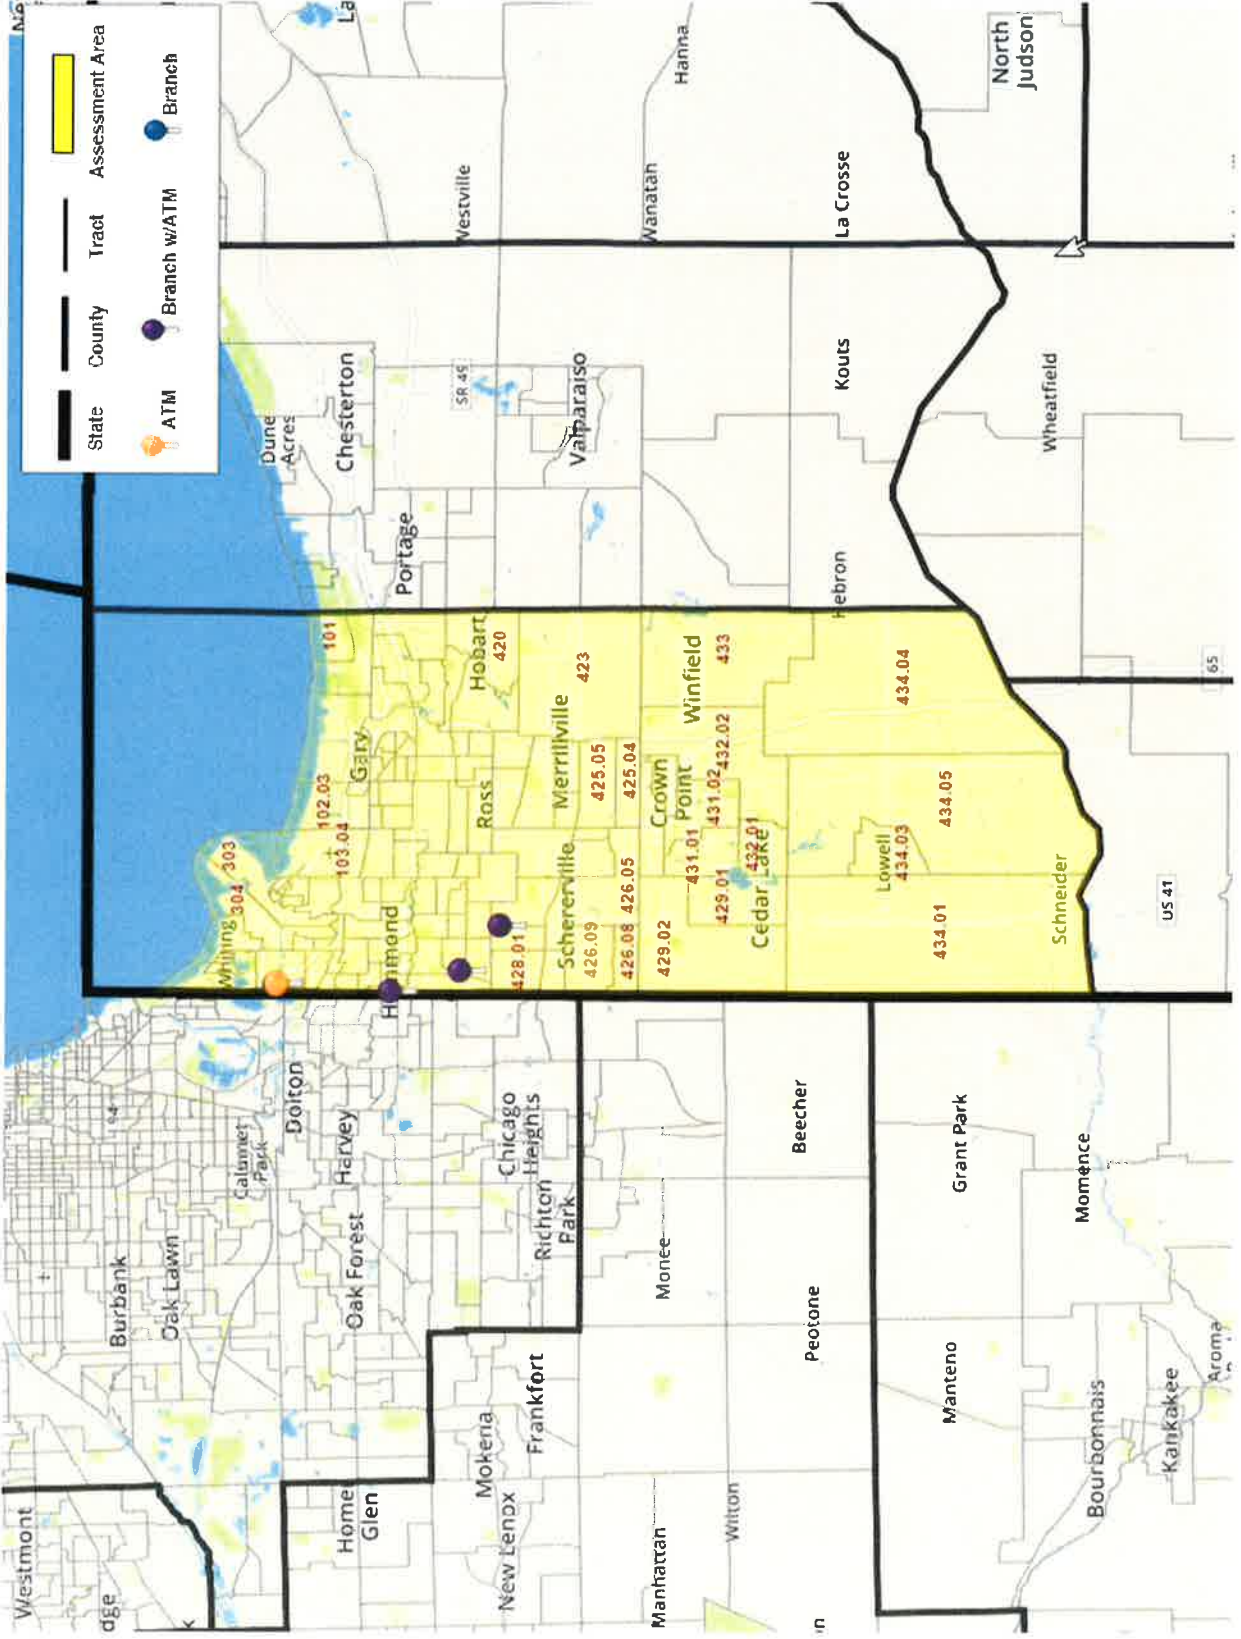 State
County
Tract
Assessment Area
ATM
Branch w/ATM
Branch
Ne
La
Westmont
dge
Burbank
Oak Lawn
94
Calumet
Park
Dolton
Harvey
Oak Forest
Homer
Glen
Whiting
304
303
102.03
103.04
101
Gary
Dune
Acres
Chesterton
Portage
SR 49
Westville
Mokena
New Lenox
Frankfort
Chicago
Heights
Richton
Park
Hammond
Ross
Hobart
420
428.01
Schererville
Merrillville
423
426.09
425.05
Valparaiso
426.08
426.05
425.04
Manhattan
Monee
429.02
Crown
Point
431.01
Winfield
Wanatah
Hanna
Wilton
429.01
431.02
432.02
433
Cedar Lake
432.01
Peotone
Beecher
Hebron
Kouts
La Crosse
Lowell
434.03
434.04
Manteno
Grant Park
434.01
434.05
North
Judson
Schneider
Wheatfield
Bourbonnais
Momence
Kankakee
US 41
Aroma
65